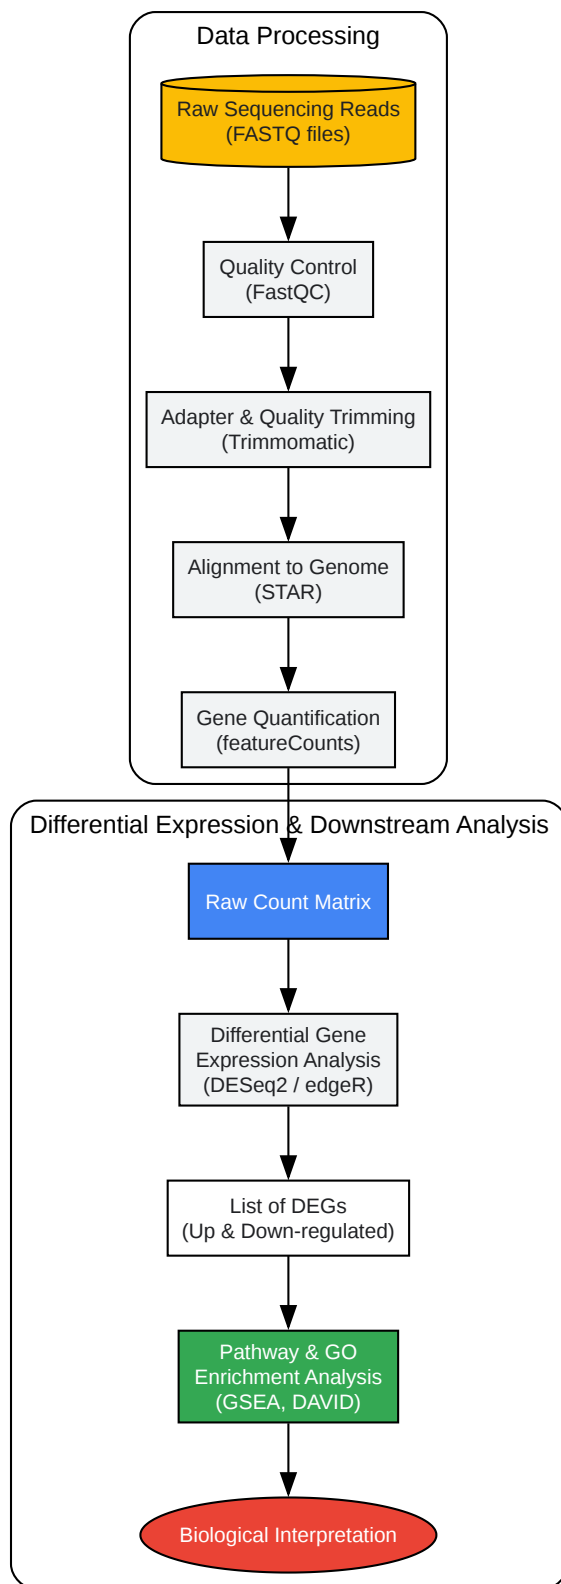 Data Processing
Raw Sequencing Reads
(FASTQ files)
Quality Control
(FastQC)
Adapter & Quality Trimming
(Trimmomatic)
Alignment to Genome
(STAR)
Gene Quantification
(featureCounts)
Differential Expression & Downstream Analysis
Raw Count Matrix
Differential Gene
Expression Analysis
(DESeq2 / edgeR)
List of DEGs
(Up & Down-regulated)
Pathway & GO
Enrichment Analysis
(GSEA, DAVID)
Biological Interpretation